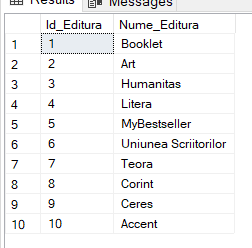 Results Messages
Id_Editura Nume_Editura
1 1 Booklet
2 2 Art
3 3 Humanitas
4 4 Litera
5 5 MyBestseller
6 6 Uniunea Scriitorilor
7 7 Teora
8 8 Corint
9 9 Ceres
10 10 Accent